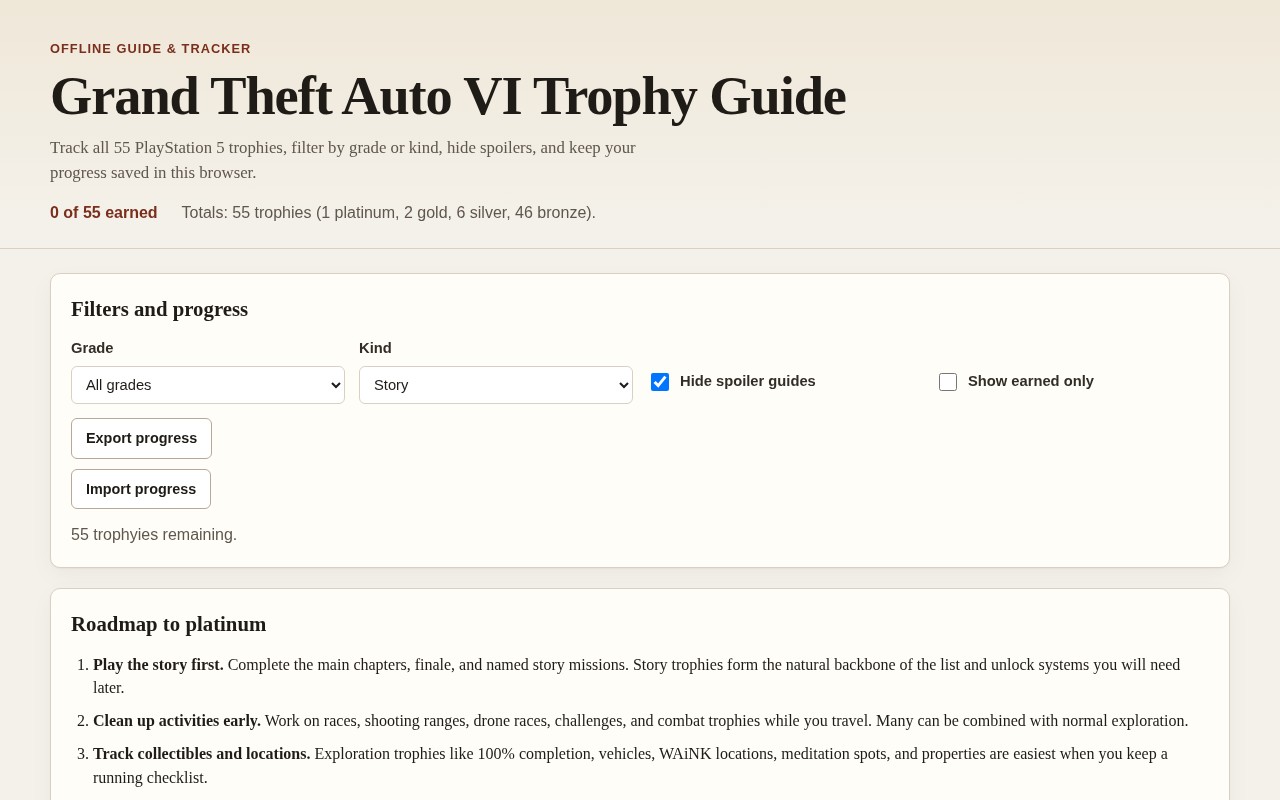 OFFLINE GUIDE & TRACKER
Grand Theft Auto VI Trophy Guide
Track all 55 PlayStation 5 trophies, filter by grade or kind, hide spoilers, and keep your
progress saved in this browser.
0 of 55 earned Totals: 55 trophies (1 platinum, 2 gold, 6 silver, 46 bronze).
Filters and progress
Grade Kind
All grades Story Hide spoiler guides Show earned only
Export progress
Import progress
55 trophyies remaining.
Roadmap to platinum
1. Play the story first. Complete the main chapters, finale, and named story missions. Story trophies form the natural backbone of the list and unlock systems you will need
later.
2. Clean up activities early. Work on races, shooting ranges, drone races, challenges, and combat trophies while you travel. Many can be combined with normal exploration.
3. Track collectibles and locations. Exploration trophies like 100% completion, vehicles, WAiNK locations, meditation spots, and properties are easiest when you keep a
running checklist.